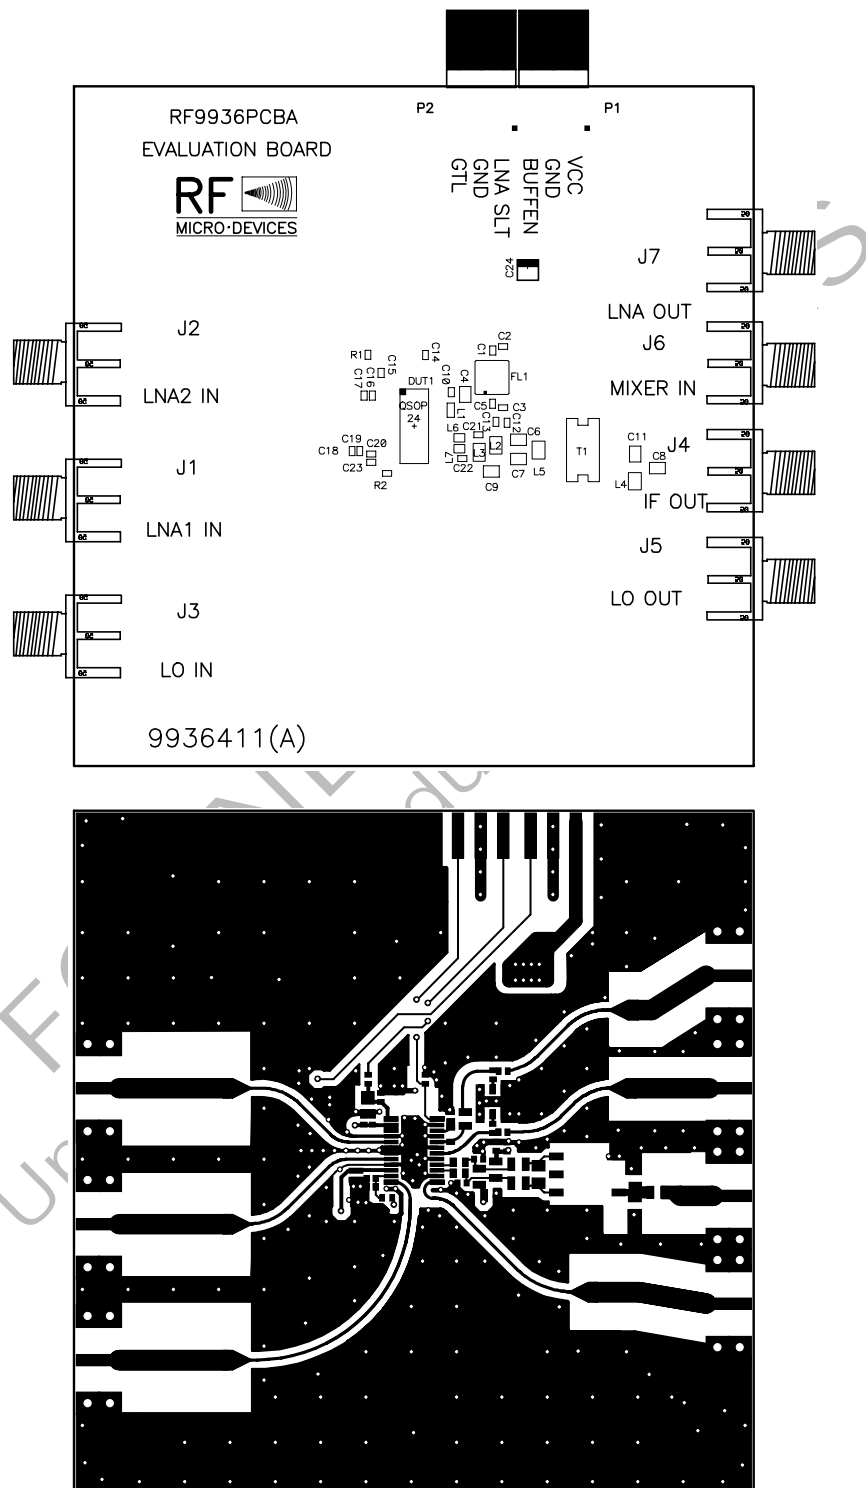 P2
P1
RF9936PCBA
EVALUATION BOARD
RF
MICRO·DEVICES
GTL
GND
LNA SLT
BUFFEN
GND
VCC
C24
J7
LNA OUT
J6
MIXER IN
J4
IF OUT
J5
LO OUT
J2
LNA2 IN
J1
LNA1 IN
J3
LO IN
R1
C14
C15
C17
C16
DUT1
QSOP
24
+
C1
C2
FL1
C10
C4
L1
C5
C3
C13
C12
L6
C21
C6
L3
L2
L7
C22
C9
C7
L5
T1
C11
C8
L4
C18
C19
C20
C23
R2
9936411(A)